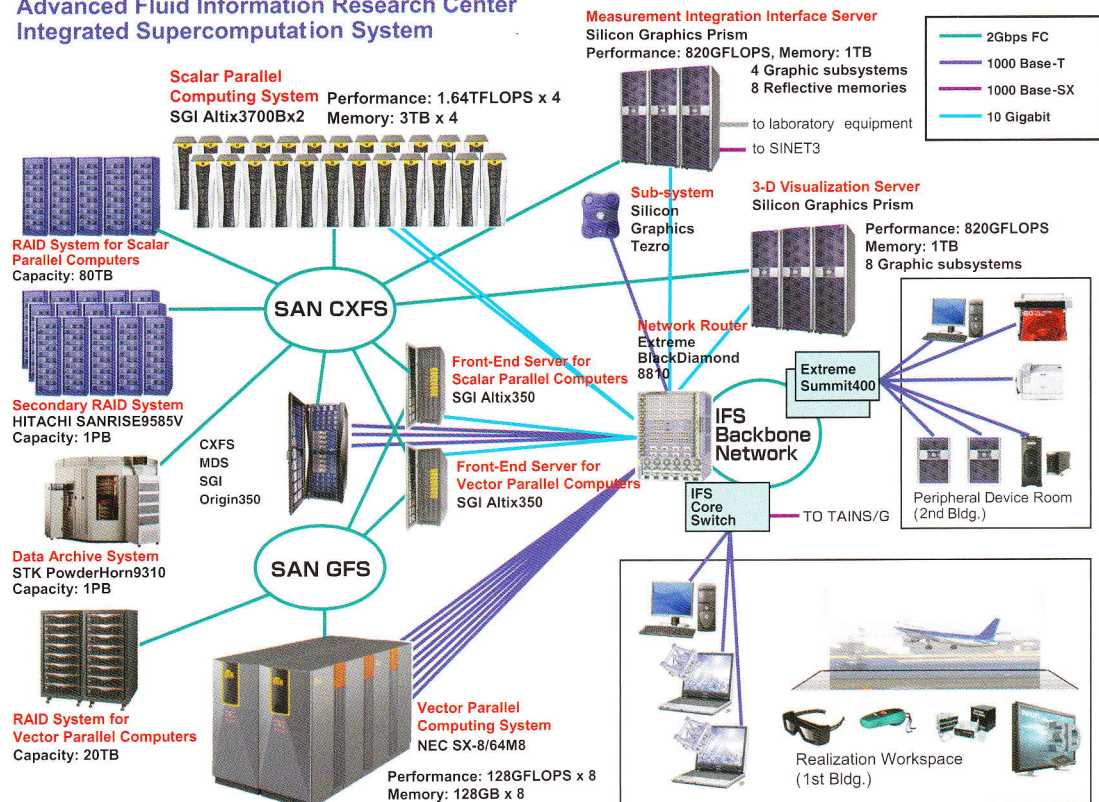 Advanced Fluid Information Research Center
Integrated Supercomputation System
Measurement Integration Interface Server
Silicon Graphics Prism
Performance: 820GFLOPS, Memory: 1TB
4 Graphic subsystems
8 Reflective memories
to laboratory equipment
to SINET3
2Gbps FC
1000 Base-T
1000 Base-SX
10 Gigabit
Scalar Parallel
Computing System
SGI Altix3700Bx2
Performance: 1.64TFLOPS x 4
Memory: 3TB x 4
RAID System for Scalar
Parallel Computers
Capacity: 80TB
Sub-system
Silicon
Graphics
Tezro
3-D Visualization Server
Silicon Graphics Prism
Performance: 820GFLOPS
Memory: 1TB
8 Graphic subsystems
SAN CXFS
Secondary RAID System
HITACHI SANRISE9585V
Capacity: 1PB
Front-End Server for
Scalar Parallel Computers
SGI Altix350
Network Router
Extreme
BlackDiamond
8810
Extreme
Summit400
IFS
Backbone
Network
CXFS
MDS
SGI
Origin350
Front-End Server for
Vector Parallel Computers
SGI Altix350
IFS
Core
Switch
TO TAINS/G
Peripheral Device Room
(2nd Bldg.)
Data Archive System
STK PowderHorn9310
Capacity: 1PB
SAN GFS
RAID System for
Vector Parallel Computers
Capacity: 20TB
Vector Parallel
Computing System
NEC SX-8/64M8
Performance: 128GFLOPS x 8
Memory: 128GB x 8
Realization Workspace
(1st Bldg.)